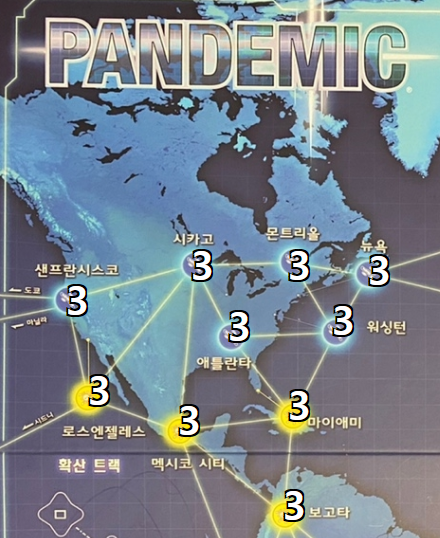 PANDEMIC
시카고
몬트리올
뉴욕
샌프란시스코
3
3
3
도쿄
3
마닐라
3
3
워싱턴
애틀란타
3
시드니
3
마이애미
로스엔젤레스
3
확산 트랙
멕시코 시티
3
보고타